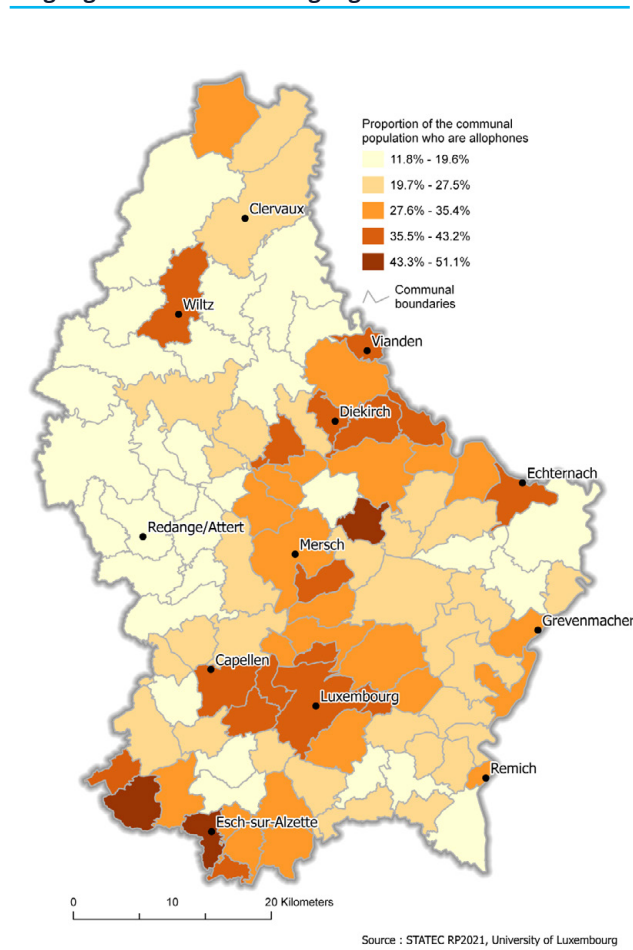 Proportion of the communal
population who are allophones
11.8% - 19.6%
19.7% - 27.5%
27.6% - 35.4%
35.5% - 43.2%
43.3% - 51.1%
Communal
boundaries
Clervaux
Wiltz
Vianden
Diekirch
Echternach
Redange/Attert
Mersch
Grevenmacher
Capellen
Luxembourg
Remich
Esch-sur-Alzette
0 10 20 Kilometers
Source : STATEC RP2021, University of Luxembourg